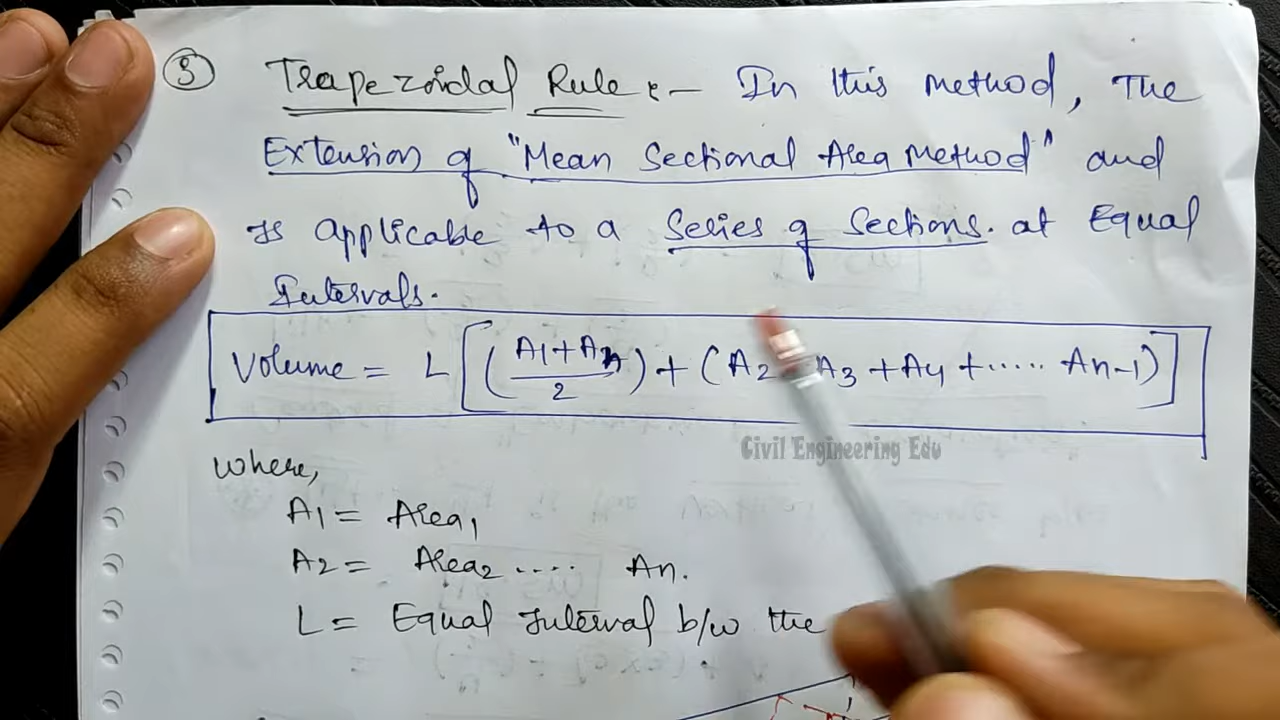 ③ Trapezoidal Rule :- In this method, The
Extension of "Mean Sectional Area Method" and
Is applicable to a Series of Sections. at Equal
Intervals.
Volume = L [ ( A1+An / 2 ) + ( A2 A3 + A4 + ..... An-1 ) ]
Civil Engineering Edu
where,
A1 = Area1
A2 = Area2 .... An.
L = Equal Interval b/w the